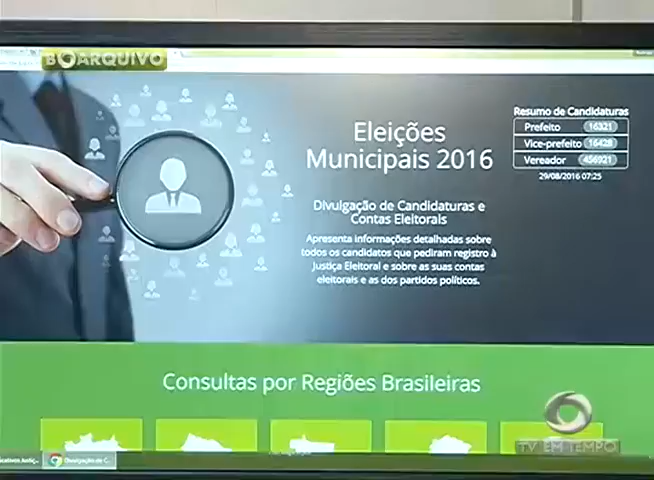 BG ARQUIVO
Eleições
Municipais 2016
Resumo de Candidaturas
Prefeito 16321
Vice-prefeito 16428
Vereador 456921
29/08/2016 07:25
Divulgação de Candidaturas e
Contas Eleitorais
Apresenta informações detalhadas sobre
todos os candidatos que pediram registro à
Justiça Eleitoral e sobre as suas contas
eleitorais e as dos partidos políticos.
Consultas por Regiões Brasileiras
TV EM TEMPO
Divulgação de C...